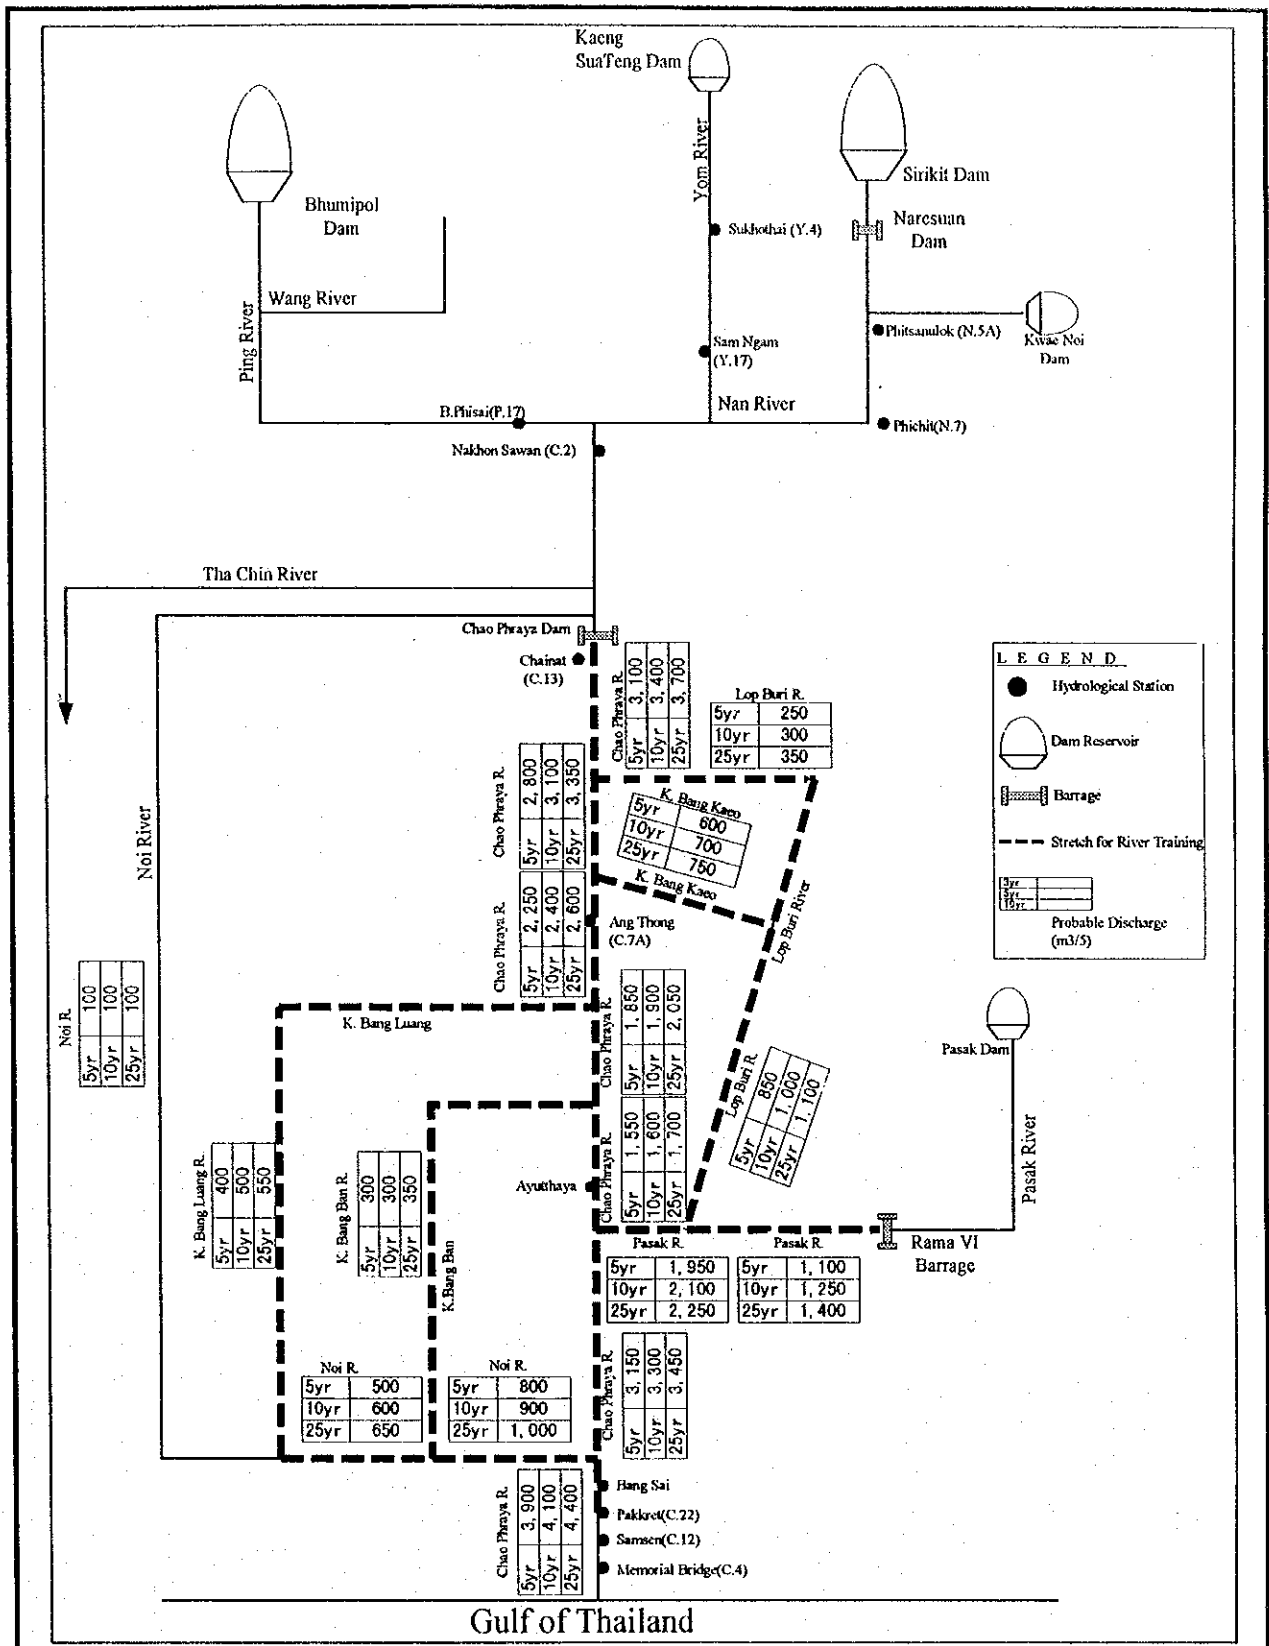 Kaeng
SuaTeng Dam
Yom River
Sirikit Dam
Bhumipol
Dam
Naresuan
Dam
Sukhothai (Y.4)
Wang River
Ping River
Phitsanulok (N.5A)
Kwae Noi
Dam
Sam Ngam
(Y.17)
Nan River
B.Phisai(P.17)
Phichit(N.7)
Nakhon Sawan (C.2)
Tha Chin River
Chao Phraya Dam
Chainat
(C.13)
Chao Phraya R.
5yr 3,100
10yr 3,400
25yr 3,700
Lop Buri R.
5yr 250
10yr 300
25yr 350
L E G E N D
Hydrological Station
Dam Reservoir
Barrage
Stretch for River Training
3yr
5yr
10yr
Probable Discharge
(m3/5)
Chao Phraya R.
5yr 2,800
10yr 3,100
25yr 3,350
K. Bang Kaeo
5yr 600
10yr 700
25yr 750
K. Bang Kaeo
Lop Buri River
Noi River
Chao Phraya R.
5yr 2,250
10yr 2,400
25yr 2,600
Ang Thong
(C.7A)
Noi R.
5yr 100
10yr 100
25yr 100
K. Bang Luang
Chao Phraya R.
5yr 1,850
10yr 1,900
25yr 2,050
Pasak Dam
Pasak River
Lop Buri R.
5yr 850
10yr 1,000
25yr 1,100
Chao Phraya R.
5yr 1,550
10yr 1,600
25yr 1,700
Ayutthaya
K. Bang Luang R.
5yr 400
10yr 500
25yr 550
K. Bang Ban R.
5yr 300
10yr 300
25yr 350
K.Bang Ban
Rama VI
Barrage
Pasak R.
5yr 1,950
10yr 2,100
25yr 2,250
Pasak R.
5yr 1,100
10yr 1,250
25yr 1,400
Noi R.
5yr 500
10yr 600
25yr 650
Noi R.
5yr 800
10yr 900
25yr 1,000
Chao Phraya R.
5yr 3,150
10yr 3,300
25yr 3,450
Chao Phraya R.
5yr 3,900
10yr 4,100
25yr 4,400
Bang Sai
Pakkret(C.22)
Samsen(C.12)
Memorial Bridge(C.4)
Gulf of Thailand